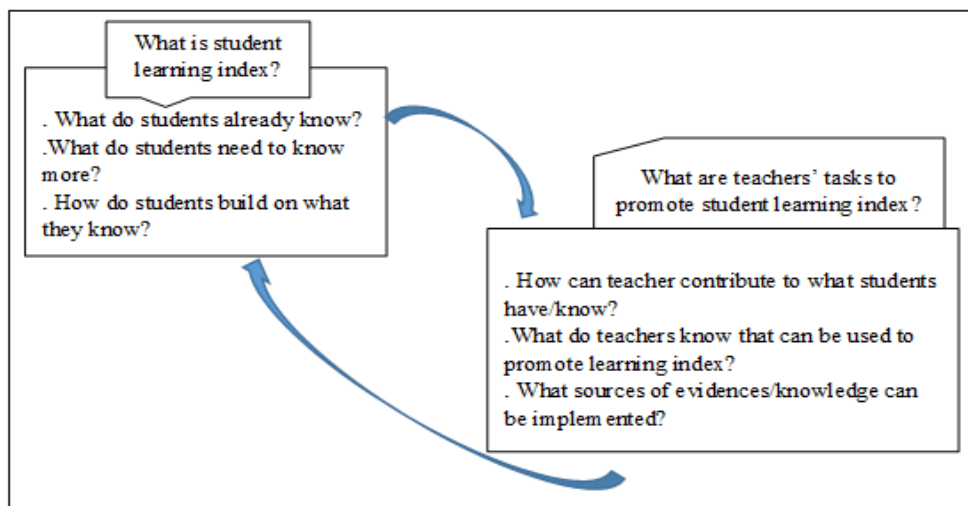 What is student
learning index?
. What do students already know?
.What do students need to know
more?
. How do students build on what
they know?
What are teachers’ tasks to
promote student learning index?
. How can teacher contribute to what students
have/know?
.What do teachers know that can be used to
promote learning index?
. What sources of evidences/knowledge can
be implemented?